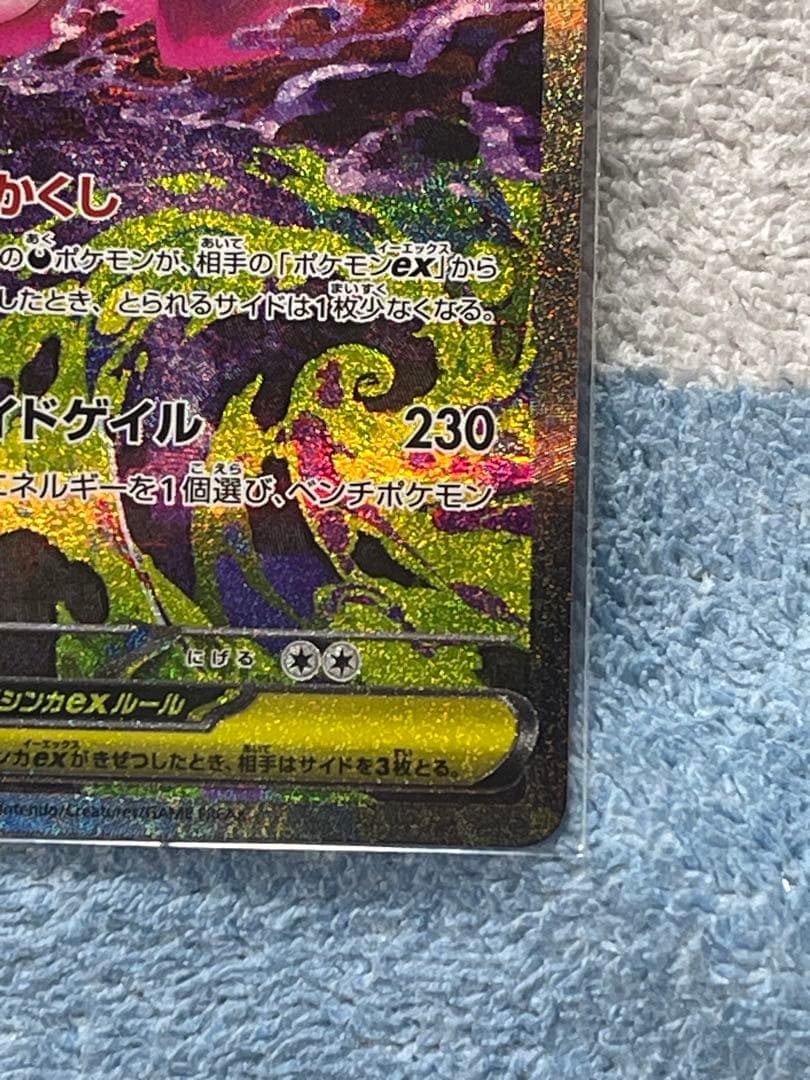 かくし
のポケモンが、相手の「ポケモンex」から
したとき、とられるサイドは1枚少なくなる。
イドゲイル 230
エネルギーを1個選び、ベンチポケモン
にげる
シンカexルール
ンカexがきぜつしたとき、相手はサイドを3枚とる。
Nintendo/Creatures/GAME FREAK